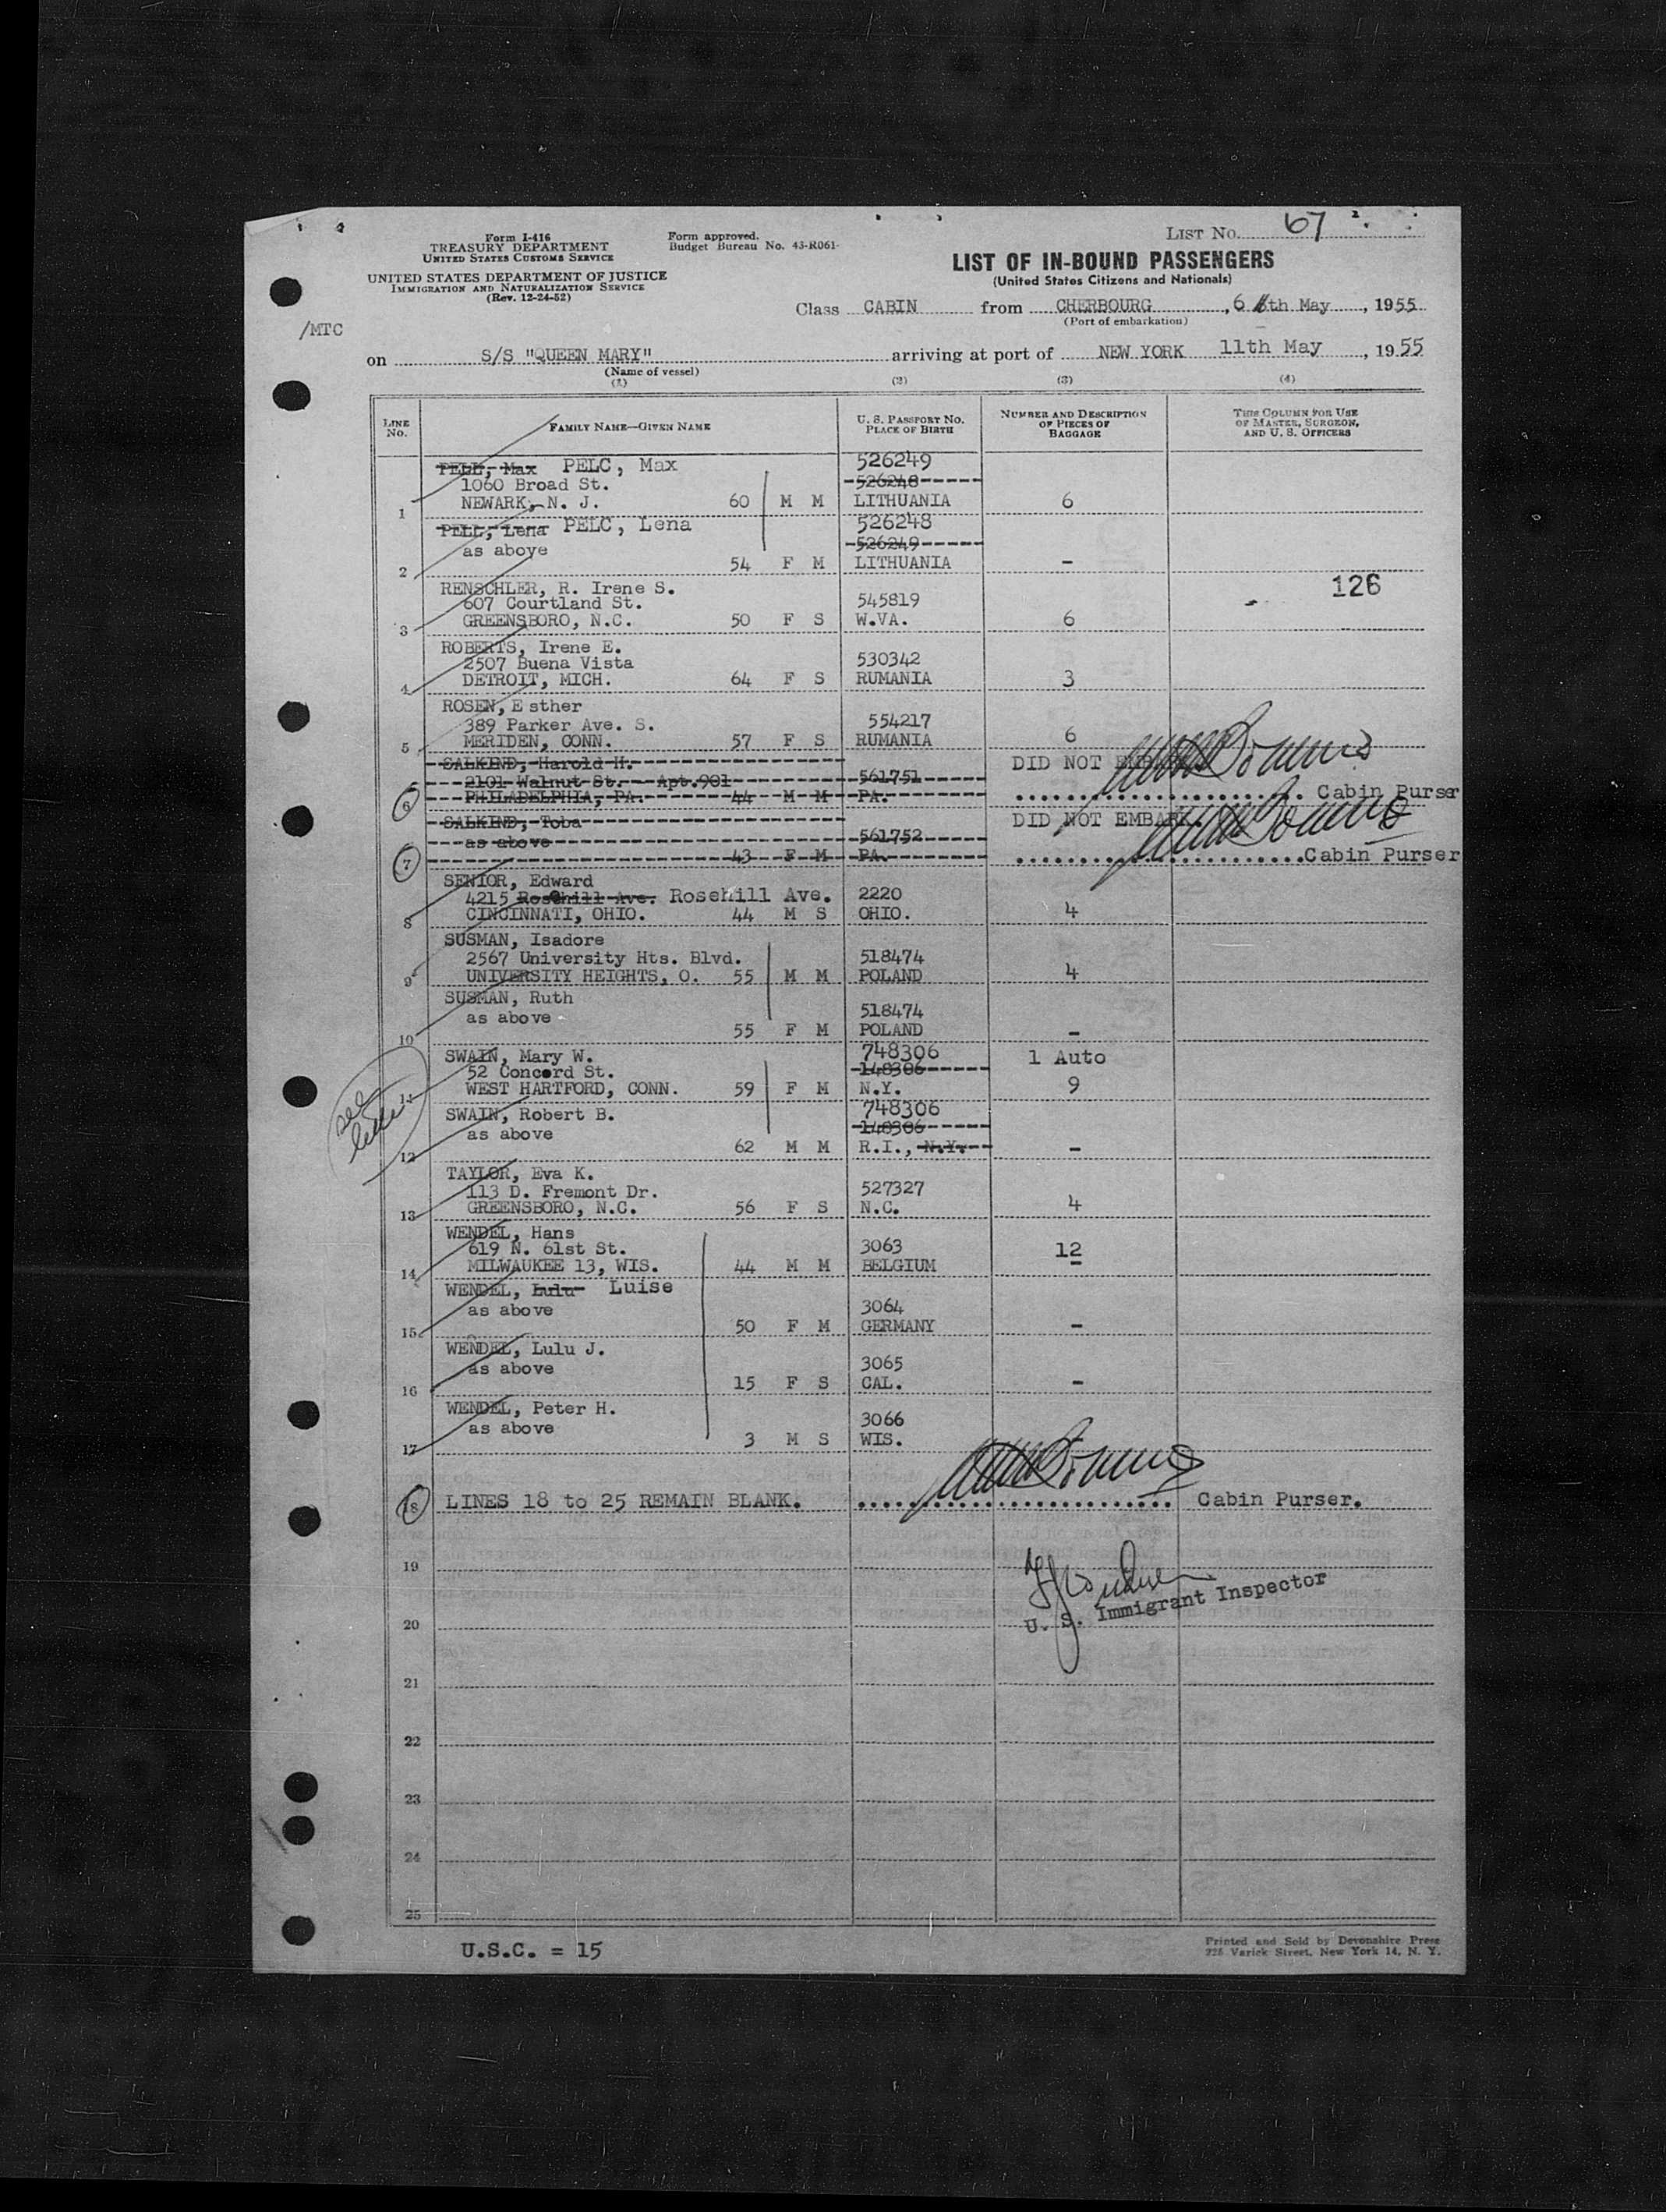 Form I-416
TREASURY DEPARTMENT
UNITED STATES CUSTOMS SERVICE
UNITED STATES DEPARTMENT OF JUSTICE
IMMIGRATION AND NATURALIZATION SERVICE
(Rev. 12-24-52)
Form approved.
Budget Bureau No. 43-R061-
LIST NO. 67
LIST OF IN-BOUND PASSENGERS
(United States Citizens and Nationals)
Class CABIN from CHERBOURG, 6 th May, 1955
(Port of embarkation)
/MTC
on S/S "QUEEN MARY" arriving at port of NEW YORK 11th May, 1955
(Name of vessel)
(1) (2) (3) (4)
LINE NO. FAMILY NAME—GIVEN NAME U. S. PASSPORT NO. PLACE OF BIRTH NUMBER AND DESCRIPTION OF PIECES OF BAGGAGE THIS COLUMN FOR USE OF MASTER, SURGEON, AND U. S. OFFICERS
PELL, Max PELC, Max 526249
1060 Broad St. 526248
1 NEWARK, N. J. 60 M M LITHUANIA 6
PELL, Lena PELC, Lena 526248
as above 526249
2 54 F M LITHUANIA -
RENSCHLER, R. Irene S. 126
607 Courtland St. 545819
3 GREENSBORO, N.C. 50 F S W.VA. 6
ROBERTS, Irene E.
2507 Buena Vista 530342
4 DETROIT, MICH. 64 F S RUMANIA 3
ROSEN, E sther
389 Parker Ave. S. 554217
5 MERIDEN, CONN. 57 F S RUMANIA 6
SALKIND, Harold H. DID NOT
2101 Walnut St. - Apt.901 561751
6 PHILADELPHIA, PA. 44 M M PA. Cabin Purser
SALKIND, Toba DID NOT EMBARK.
as above 561752
7 43 F M PA. Cabin Purser
SENIOR, Edward
4215 Rosehill Ave. Rosehill Ave. 2220
8 CINCINNATI, OHIO. 44 M S OHIO. 4
SUSMAN, Isadore
2567 University Hts. Blvd. 518474
9 UNIVERSITY HEIGHTS, O. 55 M M POLAND 4
SUSMAN, Ruth
as above 518474
10 55 F M POLAND -
SWAIN, Mary W. 748306 1 Auto
52 Concord St. 148306
11 WEST HARTFORD, CONN. 59 F M N.Y. 9
see
SWAIN, Robert B. 748306
as above 148306
12 62 M M R.I., N.Y. -
TAYLOR, Eva K.
113 D. Fremont Dr. 527327
13 GREENSBORO, N.C. 56 F S N.C. 4
WENDEL, Hans
619 N. 61st St. 3063 12
14 MILWAUKEE 13, WIS. 44 M M BELGIUM -
WENDEL, Lulu Luise
as above 3064
15 50 F M GERMANY -
WENDEL, Lulu J.
as above 3065
16 15 F S CAL. -
WENDEL, Peter H.
as above 3066
17 3 M S WIS.
18 LINES 18 to 25 REMAIN BLANK. Cabin Purser.
19
U. S. Immigrant Inspector
20
21
22
23
24
25
U.S.C. = 15
Printed and Sold by Devonshire Press
225 Varick Street, New York 14, N. Y.